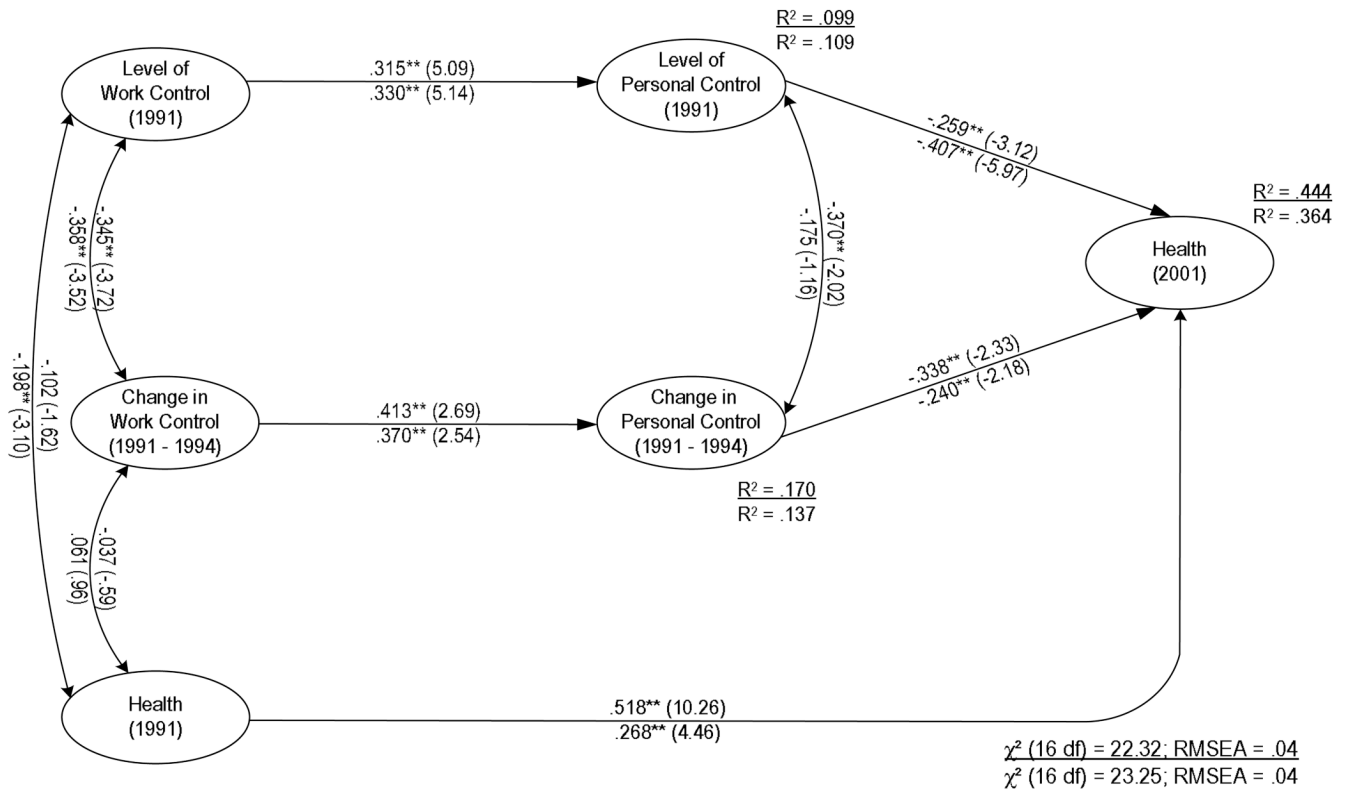 R² = .099
R² = .109
Level of
Work Control
(1991)
.315** (5.09)
.330** (5.14)
Level of
Personal Control
(1991)
-.259** (-3.12)
-.407** (-5.97)
R² = .444
R² = .364
Health
(2001)
-.345** (-3.72)
-.358** (-3.52)
-.370** (-2.02)
-.175 (-1.16)
-.102 (-1.62)
-.198** (-3.10)
Change in
Work Control
(1991 - 1994)
.413** (2.69)
.370** (2.54)
Change in
Personal Control
(1991 - 1994)
-.338** (-2.33)
-.240** (-2.18)
R² = .170
R² = .137
-.037 (-.59)
.061 (.96)
Health
(1991)
.518** (10.26)
.268** (4.46)
χ² (16 df) = 22.32; RMSEA = .04
χ² (16 df) = 23.25; RMSEA = .04